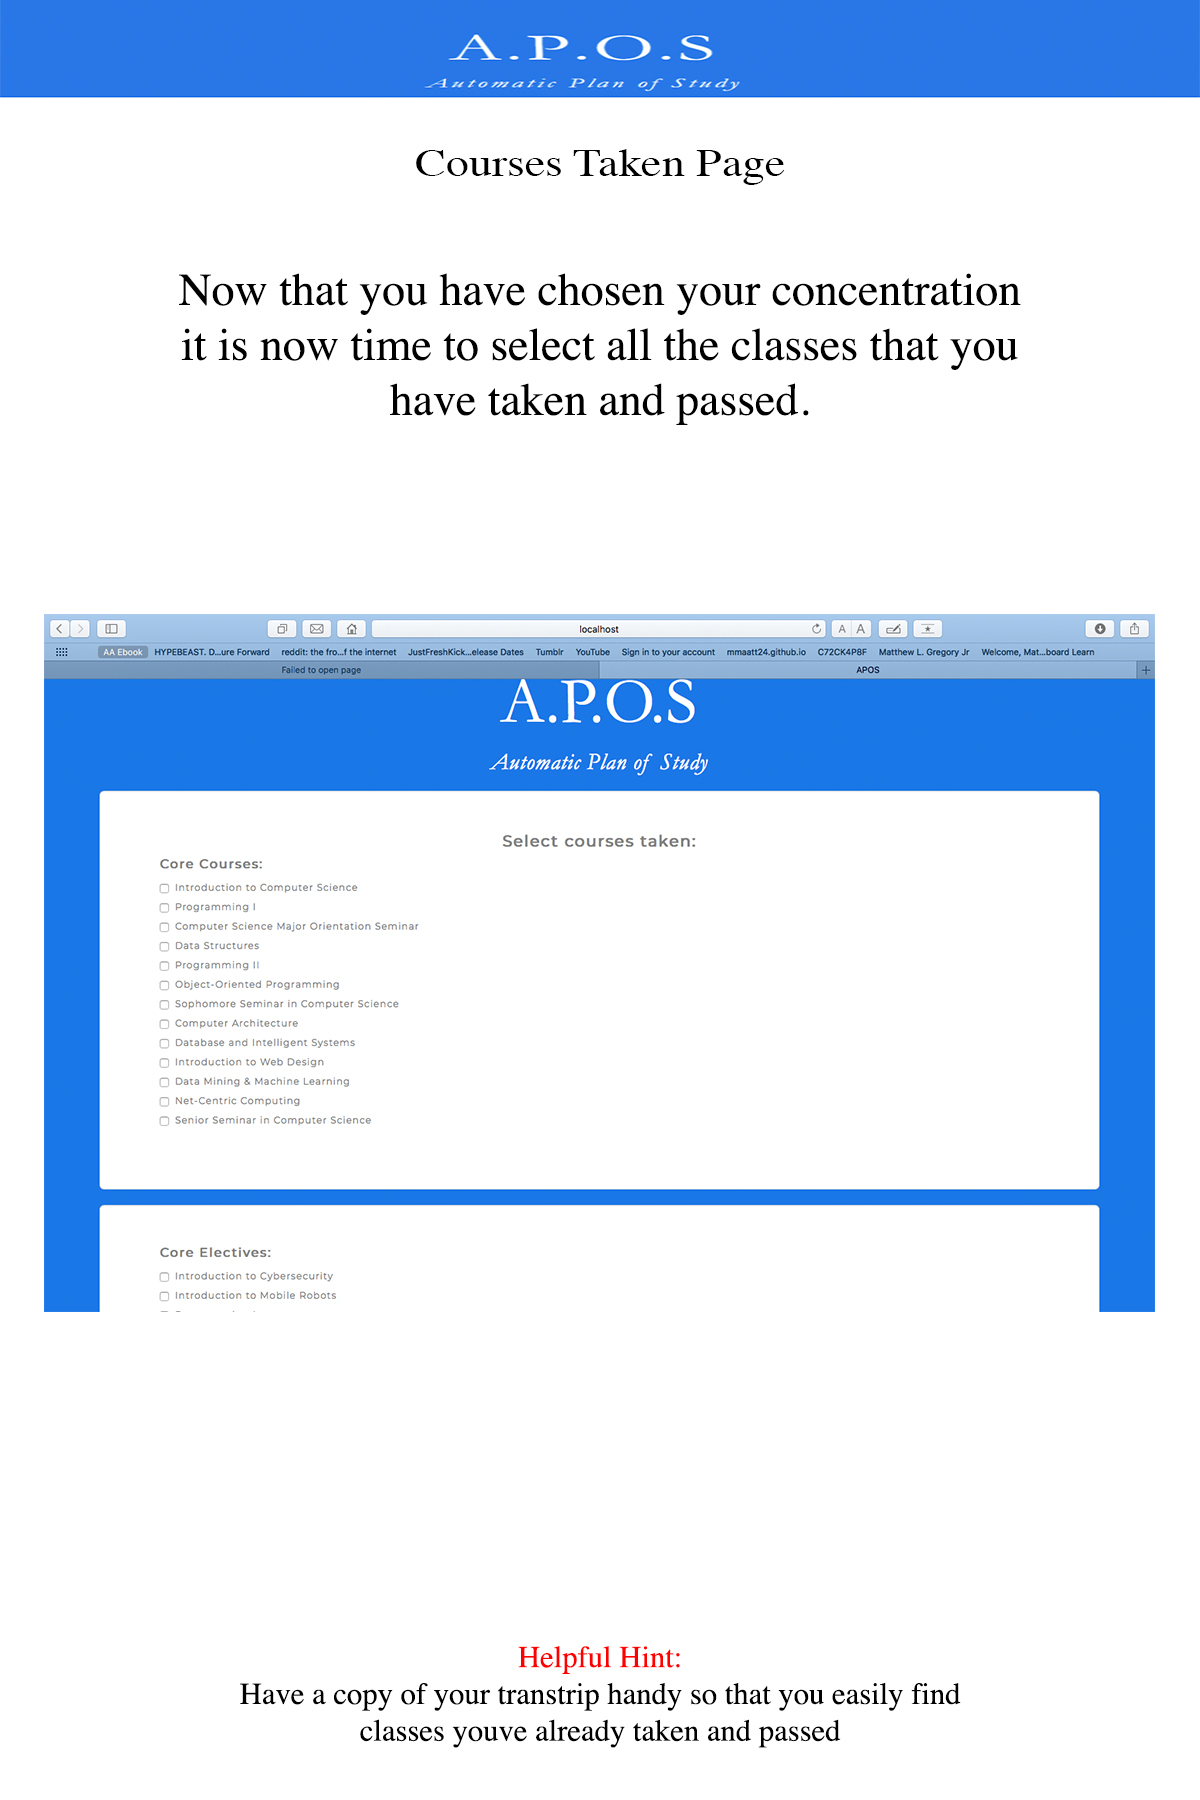 A.P.O.S
Automatic Plan of Study
Courses Taken Page
Now that you have chosen your concentration
it is now time to select all the classes that you
have taken and passed.
localhost
A A
AA Ebook HYPEBEAST. D...ure Forward reddit: the fro...f the internet JustFreshKick...elease Dates Tumblr YouTube Sign in to your account mmaatt24.github.io C72CK4P8F Matthew L. Gregory Jr Welcome, Mat...board Learn
Failed to open page APOS
A.P.O.S
Automatic Plan of Study
Select courses taken:
Core Courses:
Introduction to Computer Science
Programming I
Computer Science Major Orientation Seminar
Data Structures
Programming II
Object-Oriented Programming
Sophomore Seminar in Computer Science
Computer Architecture
Database and Intelligent Systems
Introduction to Web Design
Data Mining & Machine Learning
Net-Centric Computing
Senior Seminar in Computer Science
Core Electives:
Introduction to Cybersecurity
Introduction to Mobile Robots
Helpful Hint:
Have a copy of your transtrip handy so that you easily find
classes youve already taken and passed